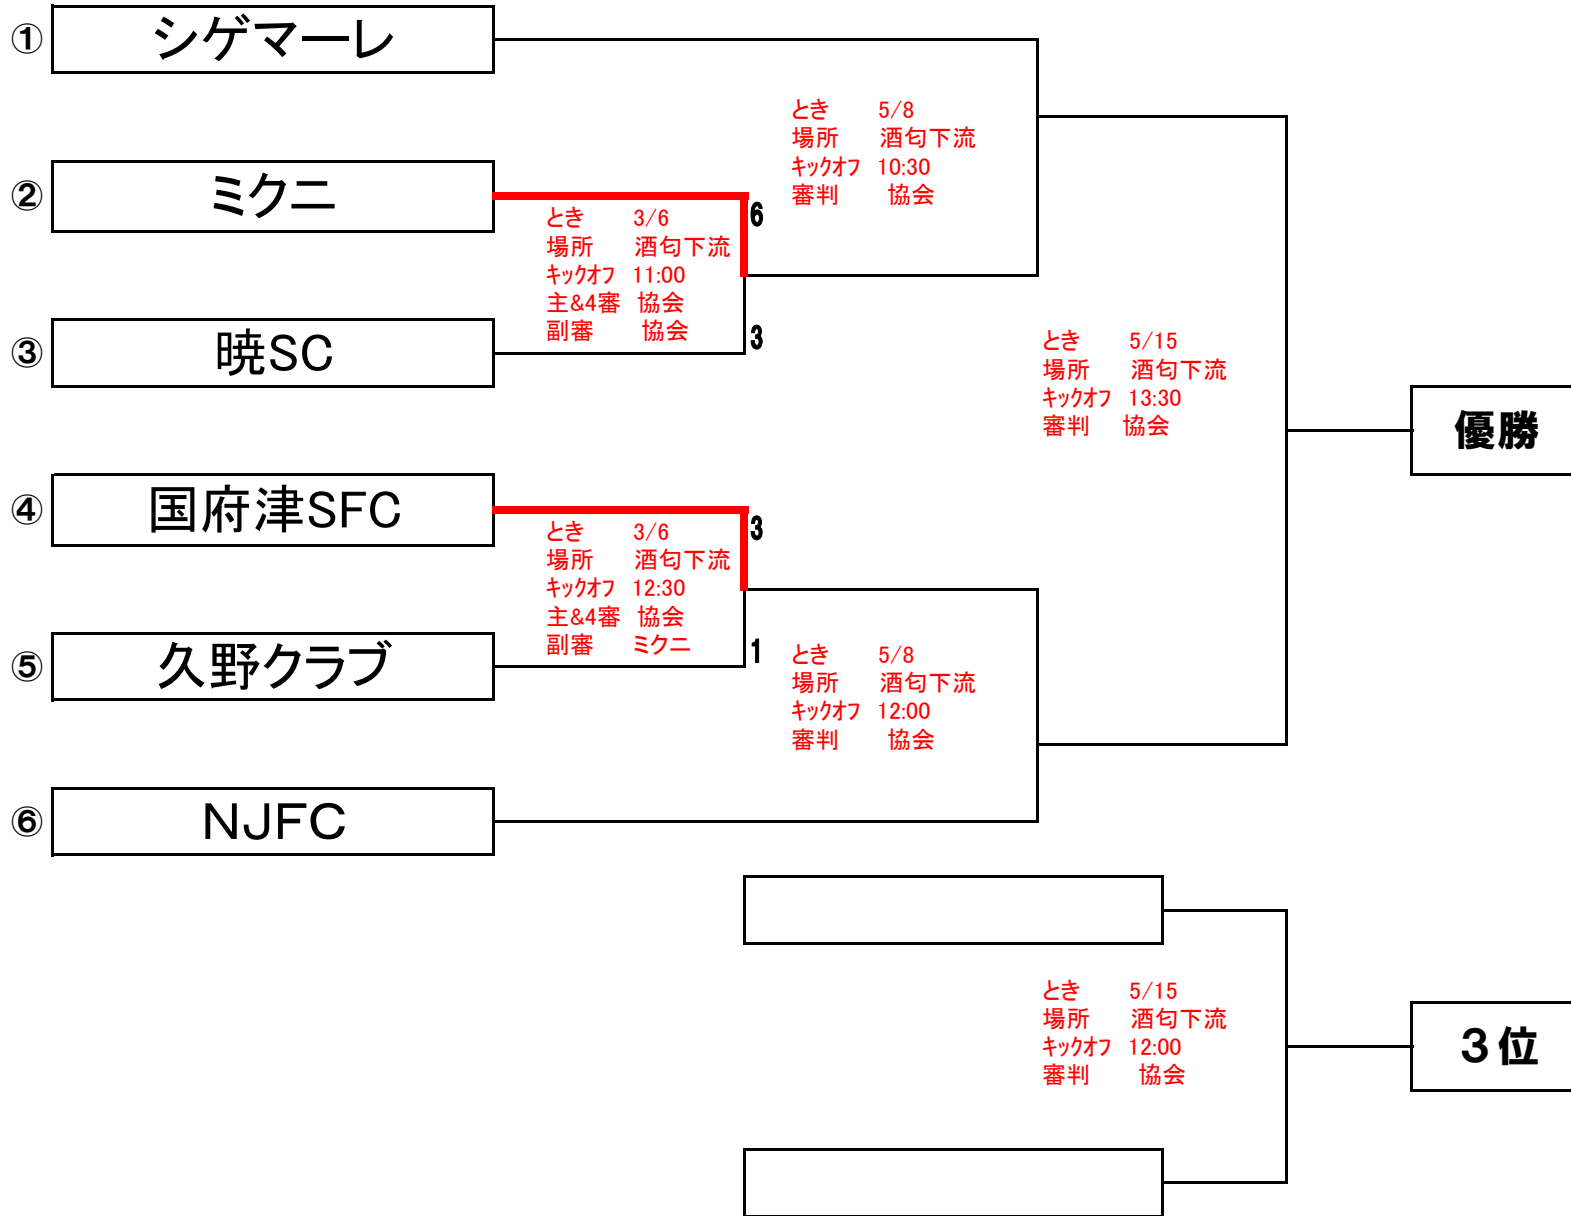 ① シゲマーレ
とき 5/8
場所 酒匂下流
キックオフ 10:30
審判 協会
② ミクニ
6
とき 3/6
場所 酒匂下流
キックオフ 11:00
主&4審 協会
副審 協会
3
③ 暁SC
とき 5/15
場所 酒匂下流
キックオフ 13:30
審判 協会
優勝
④ 国府津SFC
3
とき 3/6
場所 酒匂下流
キックオフ 12:30
主&4審 協会
副審 ミクニ
1
⑤ 久野クラブ
とき 5/8
場所 酒匂下流
キックオフ 12:00
審判 協会
⑥ NJFC
とき 5/15
場所 酒匂下流
キックオフ 12:00
審判 協会
3位